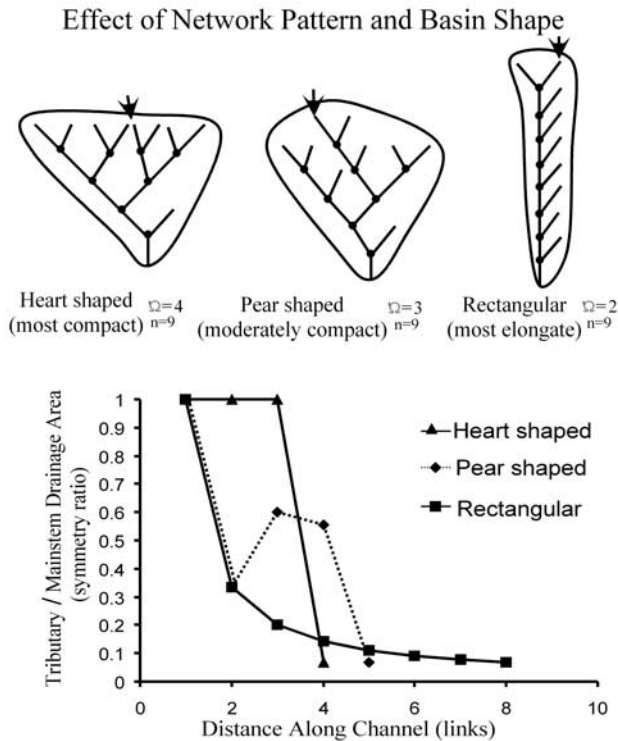 Effect of Network Pattern and Basin Shape
Heart shaped
(most compact)
Ω=4
n=9
Pear shaped
(moderately compact)
Ω=3
n=9
Rectangular
(most elongate)
Ω=2
n=9
Tributary / Mainstem Drainage Area
(symmetry ratio)
1
0.9
0.8
0.7
0.6
0.5
0.4
0.3
0.2
0.1
0
0 2 4 6 8 10
Distance Along Channel (links)
Heart shaped
Pear shaped
Rectangular